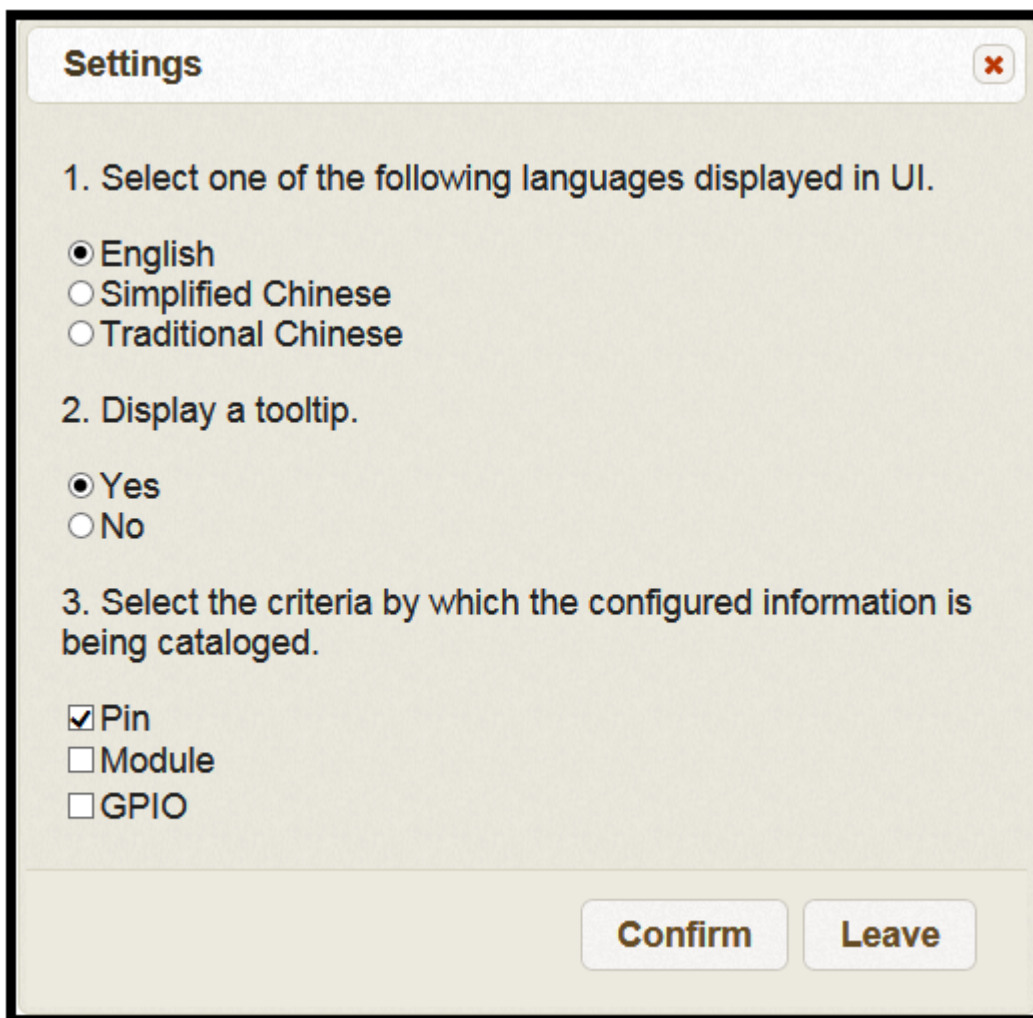 Settings
1. Select one of the following languages displayed in UI.
English
Simplified Chinese
Traditional Chinese
2. Display a tooltip.
Yes
No
3. Select the criteria by which the configured information is
being cataloged.
Pin
Module
GPIO
Confirm Leave